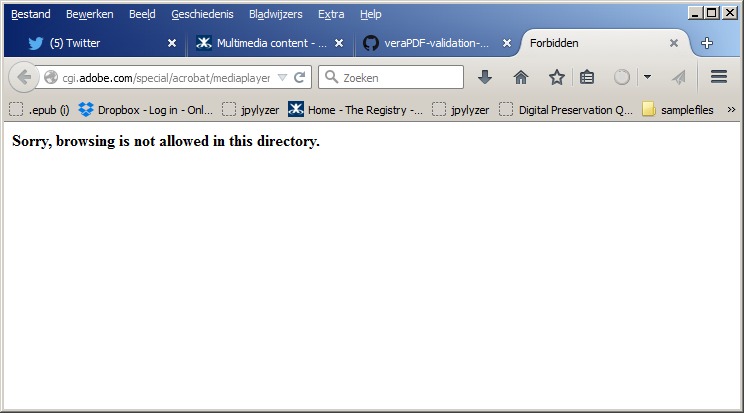 Bestand Bewerken Beeld Geschiedenis Bladwijzers Extra Help
(5) Twitter Multimedia content - ... veraPDF-validation-... Forbidden
cgi.adobe.com/special/acrobat/mediaplayer Zoeken
.epub (i) Dropbox - Log in - Onl... jpylyzer Home - The Registry -... jpylyzer Digital Preservation Q... samplefiles
Sorry, browsing is not allowed in this directory.